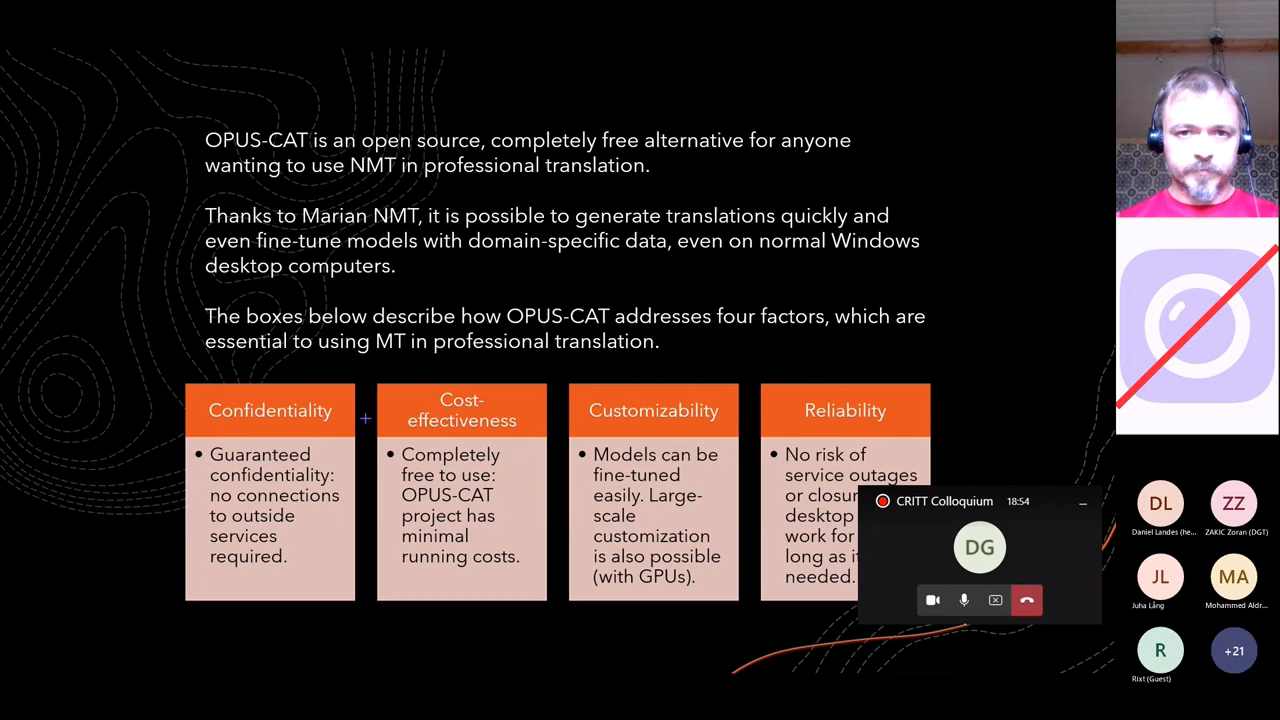 OPUS-CAT is an open source, completely free alternative for anyone
wanting to use NMT in professional translation.
Thanks to Marian NMT, it is possible to generate translations quickly and
even fine-tune models with domain-specific data, even on normal Windows
desktop computers.
The boxes below describe how OPUS-CAT addresses four factors, which are
essential to using MT in professional translation.
Confidentiality
• Guaranteed
confidentiality:
no connections
to outside
services
required.
Cost-
effectiveness
• Completely
free to use:
OPUS-CAT
project has
minimal
running costs.
Customizability
• Models can be
fine-tuned
easily. Large-
scale
customization
is also possible
(with GPUs).
Reliability
• No risk of
service outages
or
desktop
work for
long as
needed.
CRITT Colloquium 18:54
DG
DL
Daniel Landes (he...
ZZ
ZAKIC Zoran (DGT)
JL
Juha Lång
MA
Mohammed Aldr...
R
Rixt (Guest)
+21